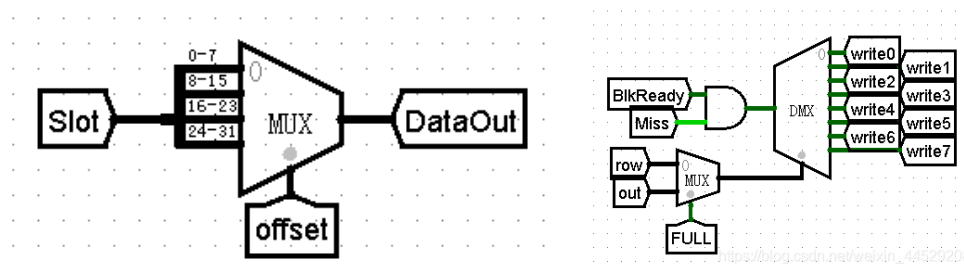 0-7
0
8-15
16-23
24-31
Slot
MUX
DataOut
offset
0
write0
write1
write2
write3
write4
write5
write6
write7
BlkReady
Miss
DMX
row
0
MUX
out
FULL
https://blog.csdn.net/weixin_4452920